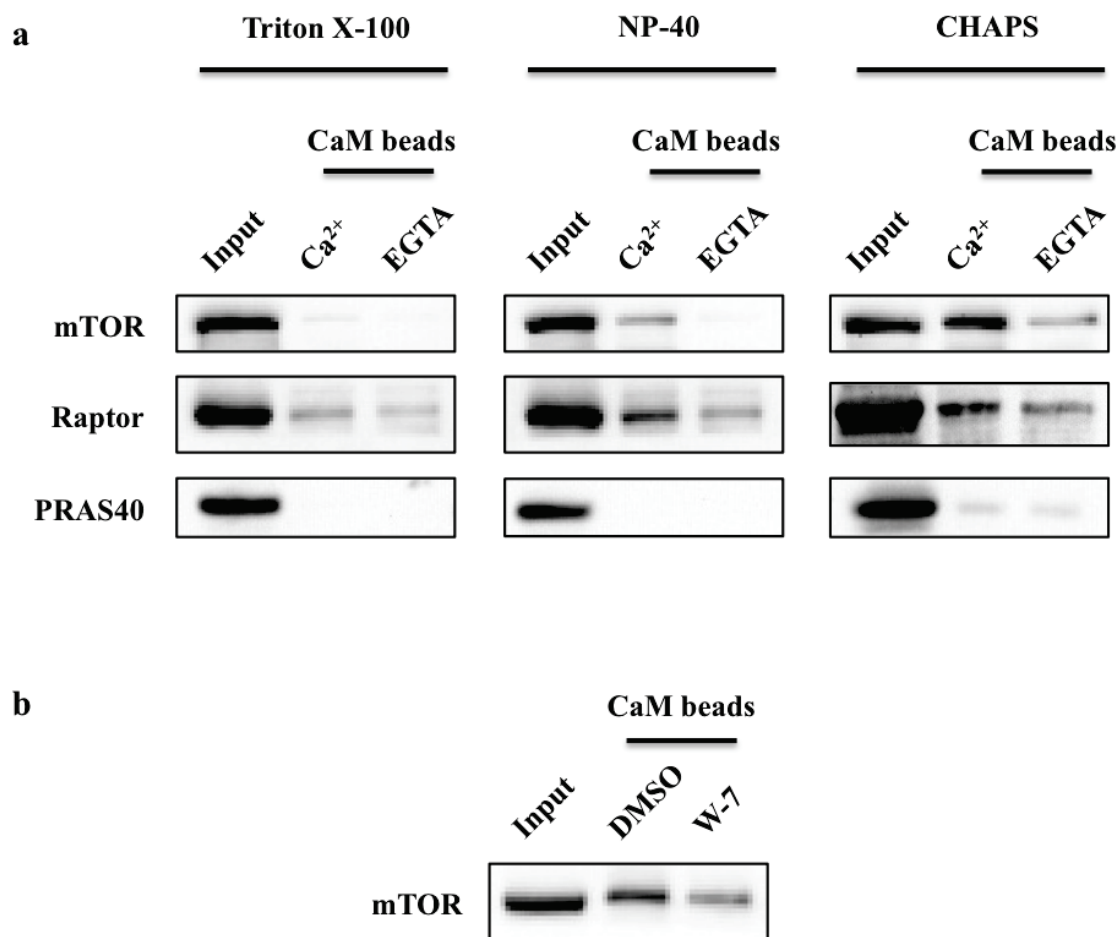 a
Triton X-100 NP-40 CHAPS
CaM beads CaM beads CaM beads
Input Ca²⁺ EGTA Input Ca²⁺ EGTA Input Ca²⁺ EGTA
mTOR
Raptor
PRAS40
b
CaM beads
Input DMSO W-7
mTOR